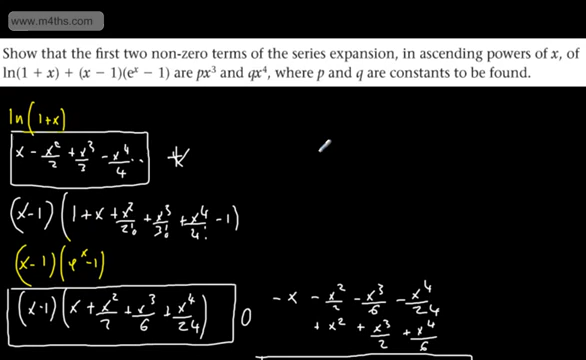 www.m4ths.com
Show that the first two non-zero terms of the series expansion, in ascending powers of x, of
ln(1 + x) + (x − 1)(eˣ − 1) are px³ and qx⁴, where p and q are constants to be found.
ln(1+x)
x − x²/2 + x³/3 − x⁴/4 ..
(x-1)(1 + x + x²/2! + x³/3! + x⁴/4! − 1)
(x-1)(eˣ-1)
(x-1)(x + x²/2 + x³/6 + x⁴/24)
− x − x²/2 − x³/6 − x⁴/24
+ x² + x³/2 + x⁴/6